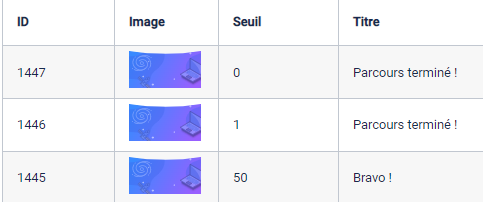 ID Image Seuil Titre
1447 0 Parcours terminé !
1446 1 Parcours terminé !
1445 50 Bravo !